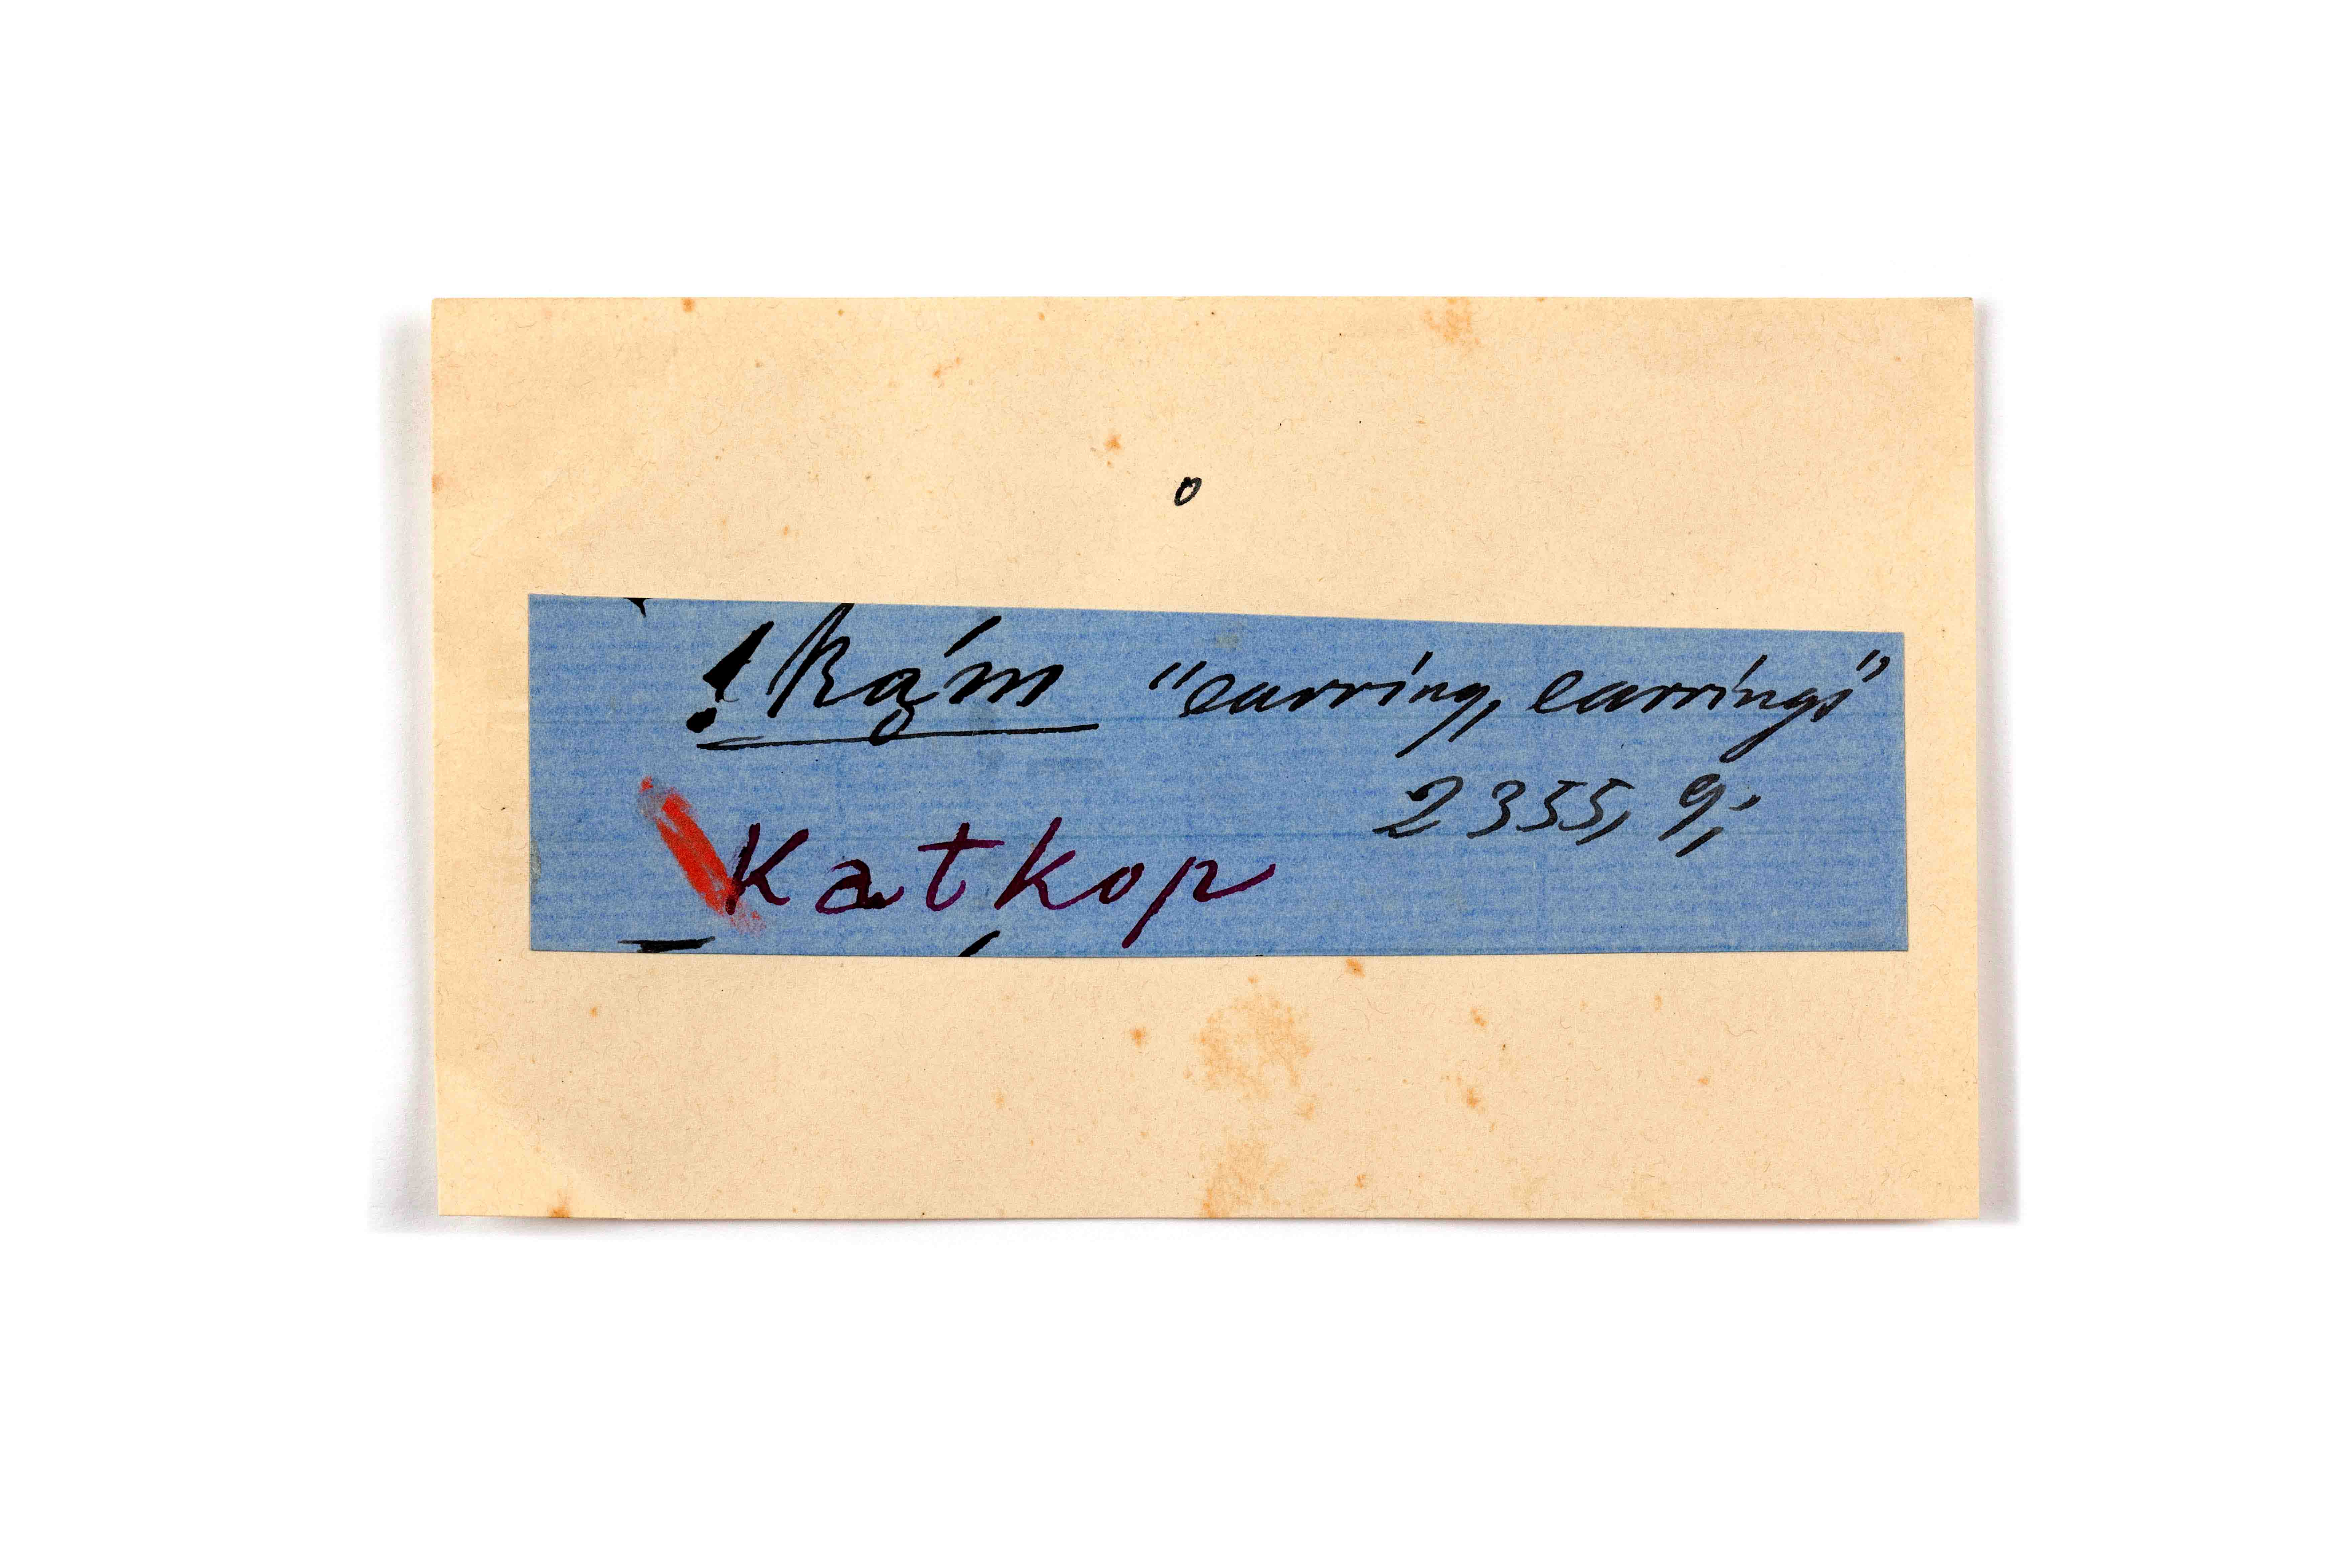 o
!ką́m "earring, earrings"
2355, 9;
Katkop